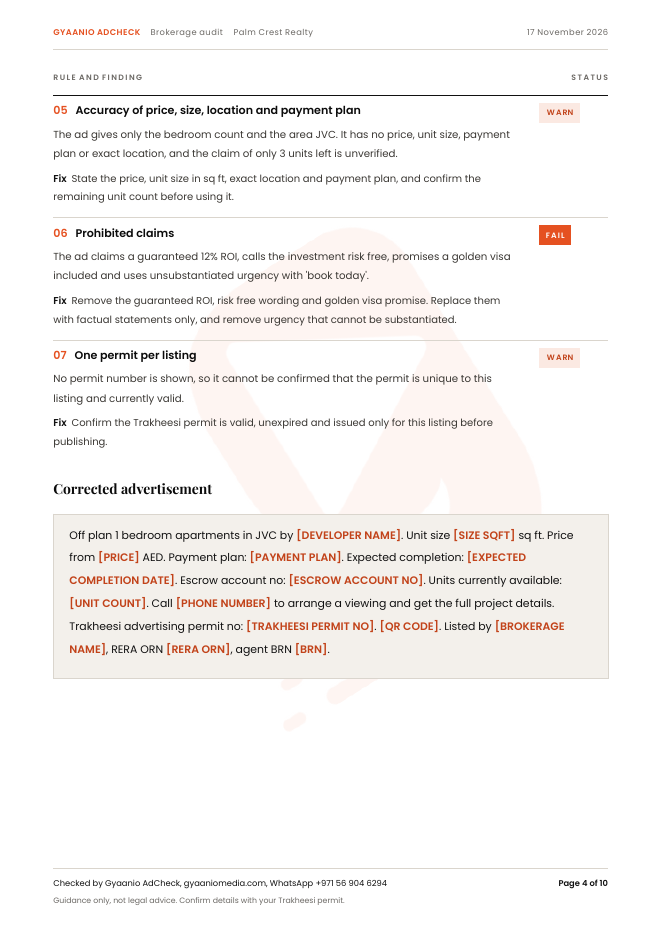 GYAANIO ADCHECK Brokerage audit Palm Crest Realty 17 November 2026
RULE AND FINDING STATUS
05 Accuracy of price, size, location and payment plan WARN
The ad gives only the bedroom count and the area JVC. It has no price, unit size, payment
plan or exact location, and the claim of only 3 units left is unverified.
Fix State the price, unit size in sq ft, exact location and payment plan, and confirm the
remaining unit count before using it.
06 Prohibited claims FAIL
The ad claims a guaranteed 12% ROI, calls the investment risk free, promises a golden visa
included and uses unsubstantiated urgency with 'book today'.
Fix Remove the guaranteed ROI, risk free wording and golden visa promise. Replace them
with factual statements only, and remove urgency that cannot be substantiated.
07 One permit per listing WARN
No permit number is shown, so it cannot be confirmed that the permit is unique to this
listing and currently valid.
Fix Confirm the Trakheesi permit is valid, unexpired and issued only for this listing before
publishing.
Corrected advertisement
Off plan 1 bedroom apartments in JVC by [DEVELOPER NAME]. Unit size [SIZE SQFT] sq ft. Price
from [PRICE] AED. Payment plan: [PAYMENT PLAN]. Expected completion: [EXPECTED
COMPLETION DATE]. Escrow account no: [ESCROW ACCOUNT NO]. Units currently available:
[UNIT COUNT]. Call [PHONE NUMBER] to arrange a viewing and get the full project details.
Trakheesi advertising permit no: [TRAKHEESI PERMIT NO]. [QR CODE]. Listed by [BROKERAGE
NAME], RERA ORN [RERA ORN], agent BRN [BRN].
Checked by Gyaanio AdCheck, gyaaniomedia.com, WhatsApp +971 56 904 6294 Page 4 of 10
Guidance only, not legal advice. Confirm details with your Trakheesi permit.